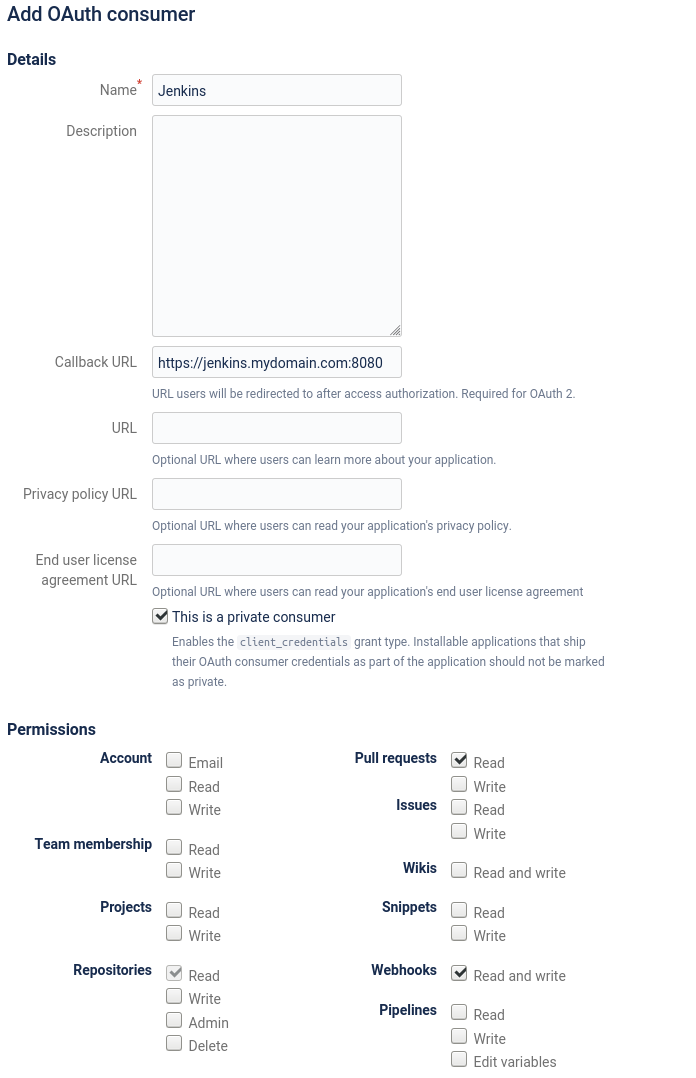 Add OAuth consumer
Details
Name*
Jenkins
Description
Callback URL
https://jenkins.mydomain.com:8080
URL users will be redirected to after access authorization. Required for OAuth 2.
URL
Optional URL where users can learn more about your application.
Privacy policy URL
Optional URL where users can read your application's privacy policy.
End user license
agreement URL
Optional URL where users can read your application's end user license agreement
This is a private consumer
Enables the client_credentials grant type. Installable applications that ship
their OAuth consumer credentials as part of the application should not be marked
as private.
Permissions
Account
Email
Read
Write
Team membership
Read
Write
Projects
Read
Write
Repositories
Read
Write
Admin
Delete
Pull requests
Read
Write
Issues
Read
Write
Wikis
Read and write
Snippets
Read
Write
Webhooks
Read and write
Pipelines
Read
Write
Edit variables